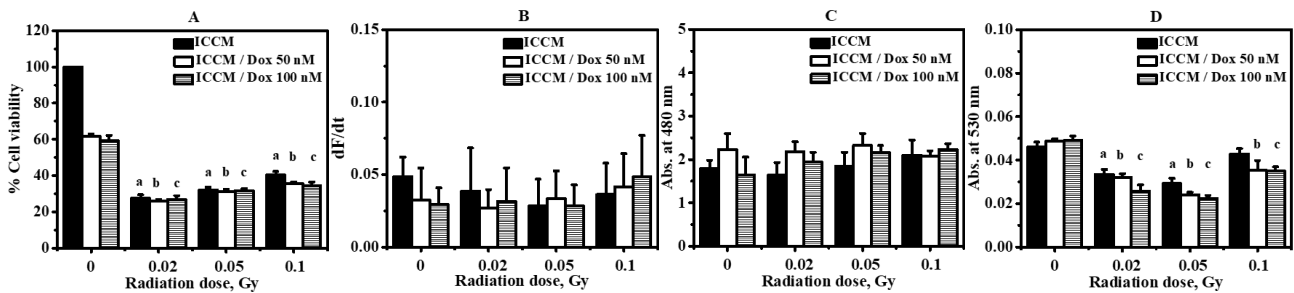 A
120
100
80
60
40
20
0
% Cell viability
ICCM
ICCM / Dox 50 nM
ICCM / Dox 100 nM
a b c
a b c
a b c
0 0.02 0.05 0.1
Radiation dose, Gy
B
0.15
0.10
0.05
0.00
dF/dt
ICCM
ICCM / Dox 50 nM
ICCM / Dox 100 nM
0 0.02 0.05 0.1
Radiation dose, Gy
C
5
4
3
2
1
0
Abs. at 480 nm
ICCM
ICCM / Dox 50 nM
ICCM / Dox 100 nM
0 0.02 0.05 0.1
Radiation dose, Gy
D
0.10
0.08
0.06
0.04
0.02
0.00
Abs. at 530 nm
ICCM
ICCM / Dox 50 nM
ICCM / Dox 100 nM
a b c
a b c
b c
0 0.02 0.05 0.1
Radiation dose, Gy